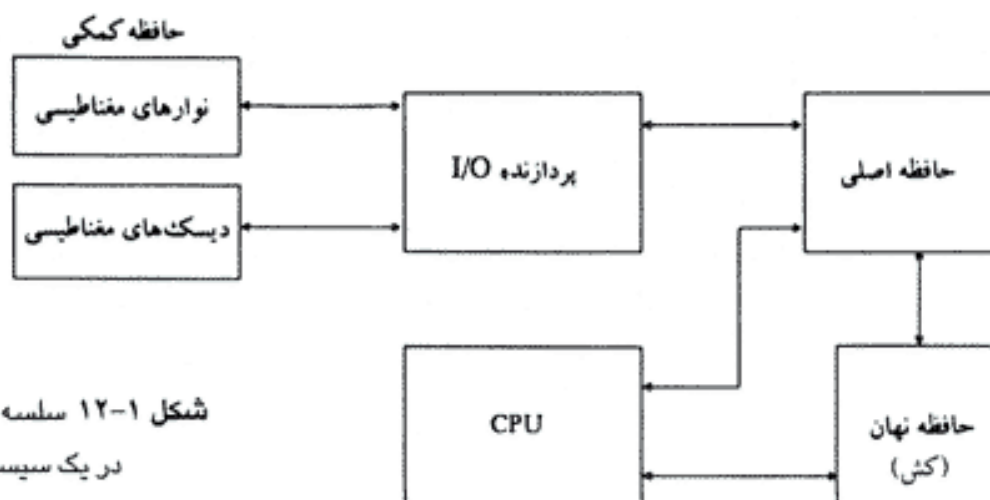 حافظه کمکی
نوارهای مغناطیسی
دیسک‌های مغناطیسی
پردازنده I/O
حافظه اصلی
CPU
حافظه نهان
(کش)
شکل ۱-۱۲ سلسه
در یک سیس